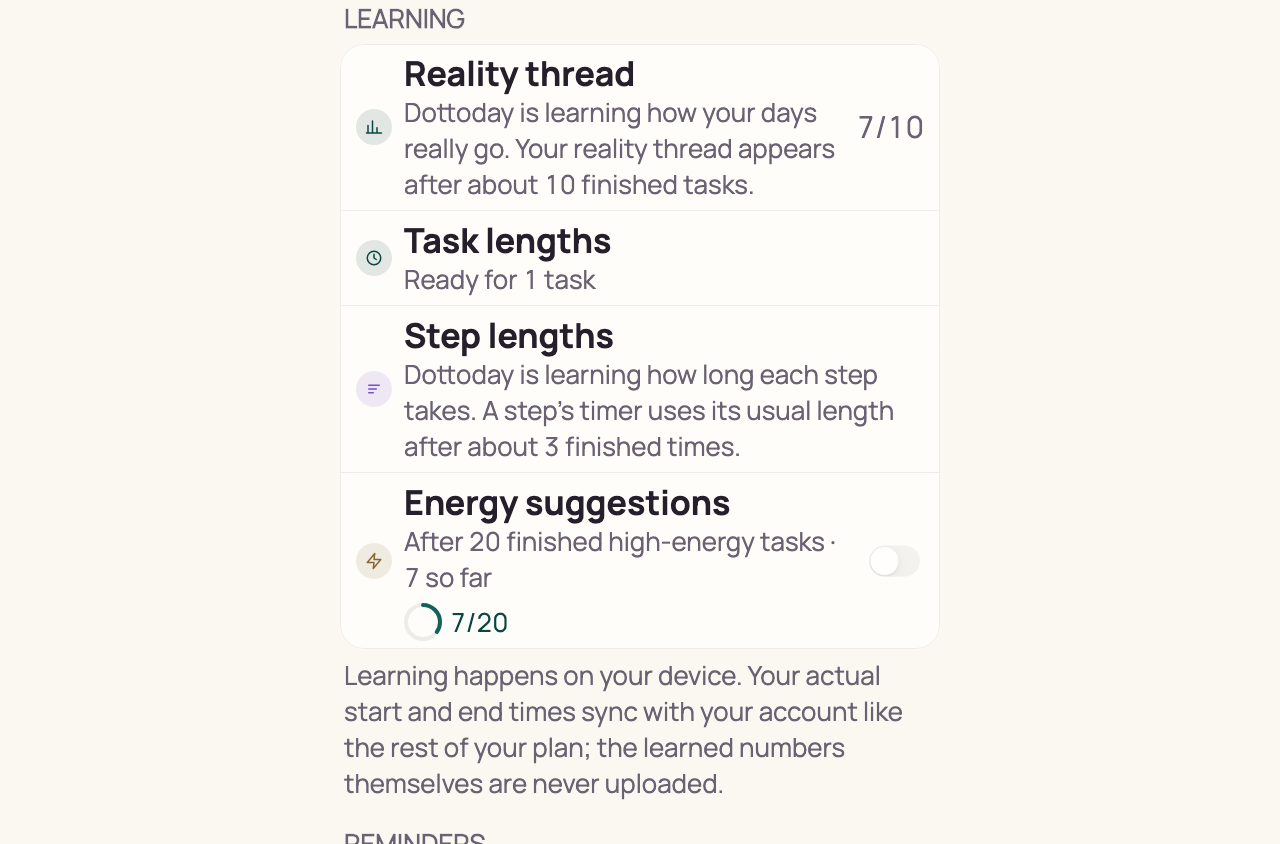 LEARNING
Reality thread
Dottoday is learning how your days
really go. Your reality thread appears
after about 10 finished tasks.
7/10
Task lengths
Ready for 1 task
Step lengths
Dottoday is learning how long each step
takes. A step’s timer uses its usual length
after about 3 finished times.
Energy suggestions
After 20 finished high-energy tasks ·
7 so far
7/20
Learning happens on your device. Your actual
start and end times sync with your account like
the rest of your plan; the learned numbers
themselves are never uploaded.
REMINDERS